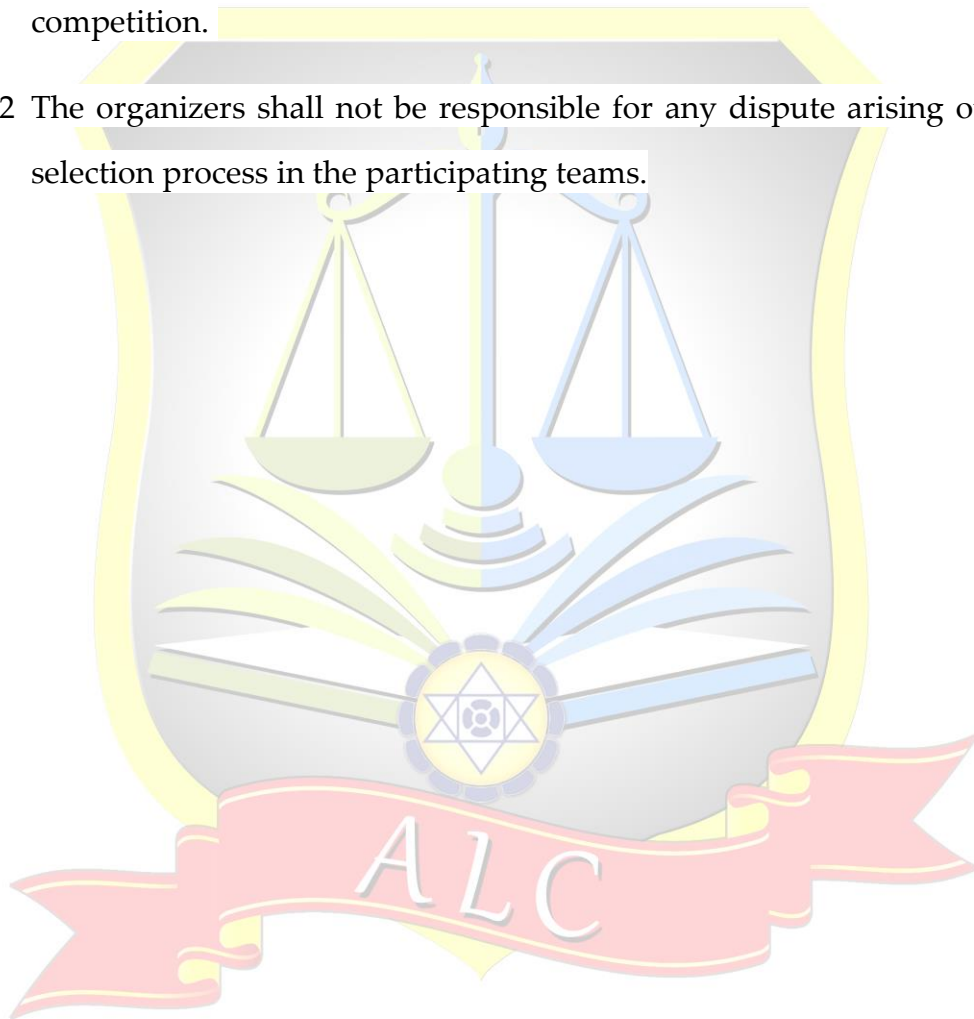 competition.
2 The organizers shall not be responsible for any dispute arising o
selection process in the participating teams.
ALC